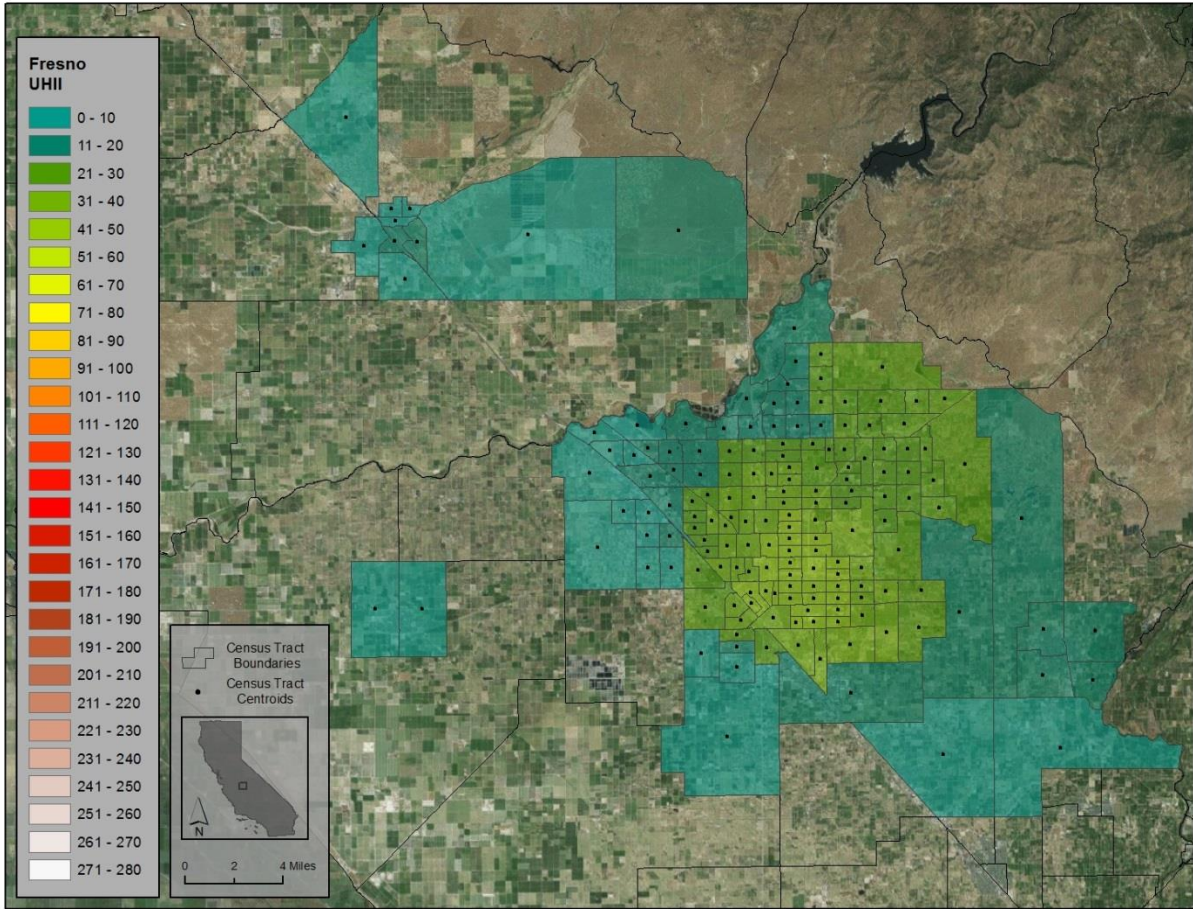 Fresno
UHII
0 - 10
11 - 20
21 - 30
31 - 40
41 - 50
51 - 60
61 - 70
71 - 80
81 - 90
91 - 100
101 - 110
111 - 120
121 - 130
131 - 140
141 - 150
151 - 160
161 - 170
171 - 180
181 - 190
191 - 200
201 - 210
211 - 220
221 - 230
231 - 240
241 - 250
251 - 260
261 - 270
271 - 280
Census Tract
Boundaries
Census Tract
Centroids
N
0 2 4 Miles